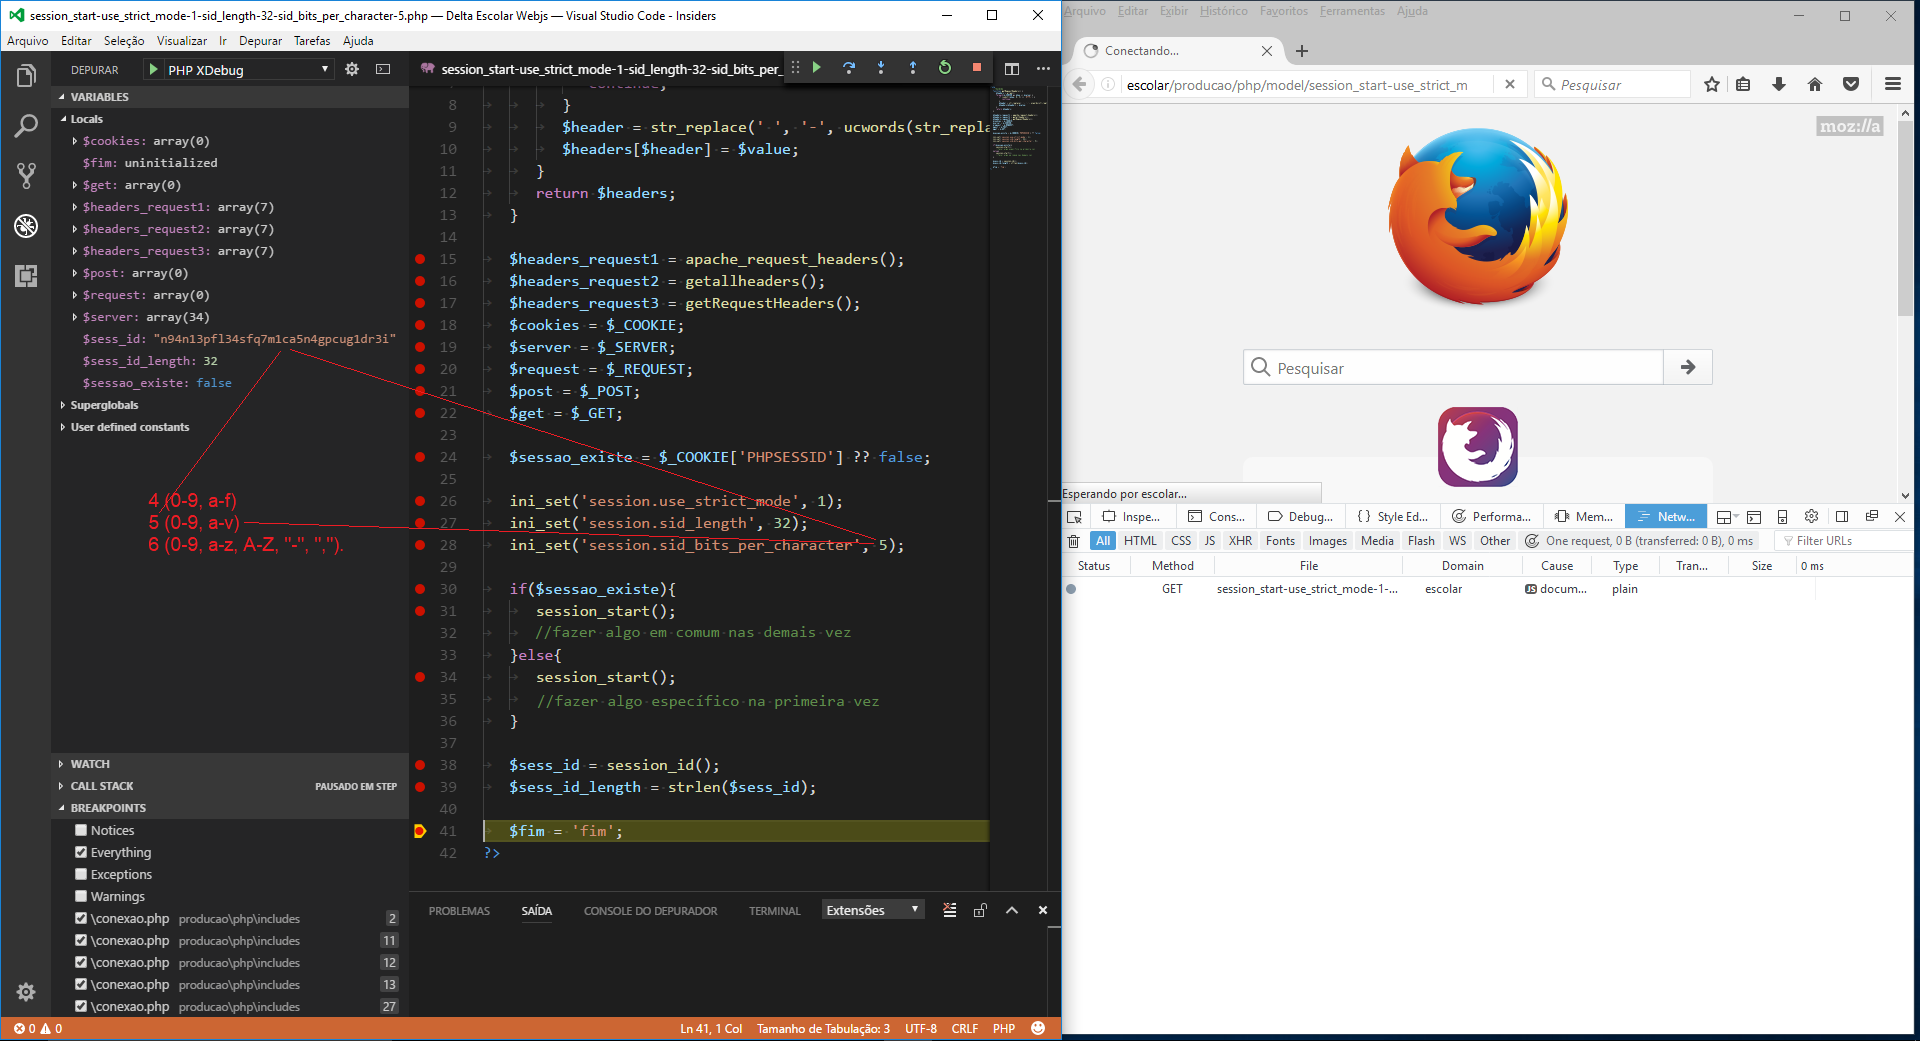 session_start-use_strict_mode-1-sid_length-32-sid_bits_per_character-5.php — Delta Escolar Webjs — Visual Studio Code - Insiders
Arquivo Editar Seleção Visualizar Ir Depurar Tarefas Ajuda
DEPURAR PHP XDebug
VARIABLES
Locals
$cookies: array(0)
$fim: uninitialized
$get: array(0)
$headers_request1: array(7)
$headers_request2: array(7)
$headers_request3: array(7)
$post: array(0)
$request: array(0)
$server: array(34)
$sess_id: "n94n13pfl34sfq7m1ca5n4gpcug1dr3i"
$sess_id_length: 32
$sessao_existe: false
Superglobals
User defined constants
4 (0-9, a-f)
5 (0-9, a-v)
6 (0-9, a-z, A-Z, "-", ",").
WATCH
CALL STACK PAUSADO EM STEP
BREAKPOINTS
Notices
Everything
Exceptions
Warnings
\conexao.php producao\php\includes 2
\conexao.php producao\php\includes 11
\conexao.php producao\php\includes 12
\conexao.php producao\php\includes 13
\conexao.php producao\php\includes 27
session_start-use_strict_mode-1-sid_length-32-sid_bits_per_
continue;
8 }
9 $header = str_replace(' ', '-', ucwords(str_repla
10 $headers[$header] = $value;
11 }
12 return $headers;
13 }
14
15 $headers_request1 = apache_request_headers();
16 $headers_request2 = getallheaders();
17 $headers_request3 = getRequestHeaders();
18 $cookies = $_COOKIE;
19 $server = $_SERVER;
20 $request = $_REQUEST;
21 $post = $_POST;
22 $get = $_GET;
23
24 $sessao_existe = $_COOKIE['PHPSESSID'] ?? false;
25
26 ini_set('session.use_strict_mode', 1);
27 ini_set('session.sid_length', 32);
28 ini_set('session.sid_bits_per_character', 5);
29
30 if($sessao_existe){
31 session_start();
32 //fazer algo em comum nas demais vez
33 }else{
34 session_start();
35 //fazer algo específico na primeira vez
36 }
37
38 $sess_id = session_id();
39 $sess_id_length = strlen($sess_id);
40
41 $fim = 'fim';
42 ?>
PROBLEMAS SAÍDA CONSOLE DO DEPURADOR TERMINAL Extensões
0 0 Ln 41, 1 Col Tamanho de Tabulação: 3 UTF-8 CRLF PHP
Arquivo Editar Exibir Histórico Favoritos Ferramentas Ajuda
Conectando...
escolar/producao/php/model/session_start-use_strict_m Pesquisar
moz://a
Pesquisar
Esperando por escolar...
Inspe... Cons... Debug... Style Ed... Performa... Mem... Netw...
All HTML CSS JS XHR Fonts Images Media Flash WS Other One request, 0 B (transferred: 0 B), 0 ms Filter URLs
Status Method File Domain Cause Type Tran... Size 0 ms
GET session_start-use_strict_mode-1-... escolar JS docum... plain